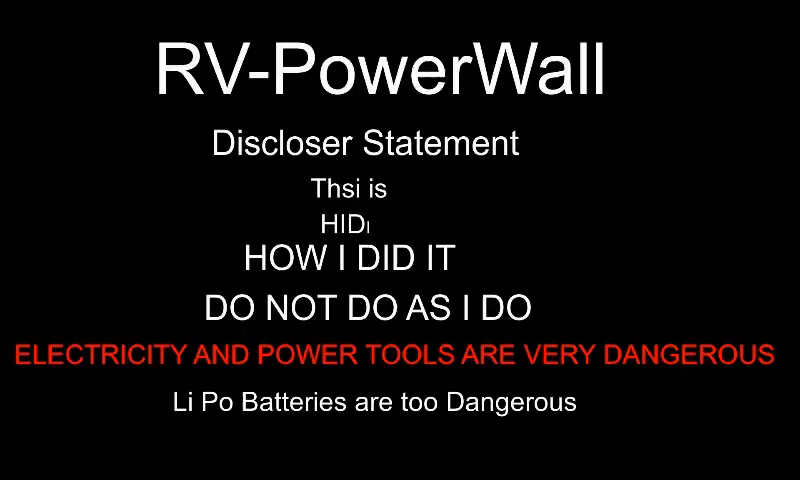 RV-PowerWall
Discloser Statement
Thsi is
HIDI
HOW I DID IT
DO NOT DO AS I DO
ELECTRICITY AND POWER TOOLS ARE VERY DANGEROUS
Li Po Batteries are too Dangerous